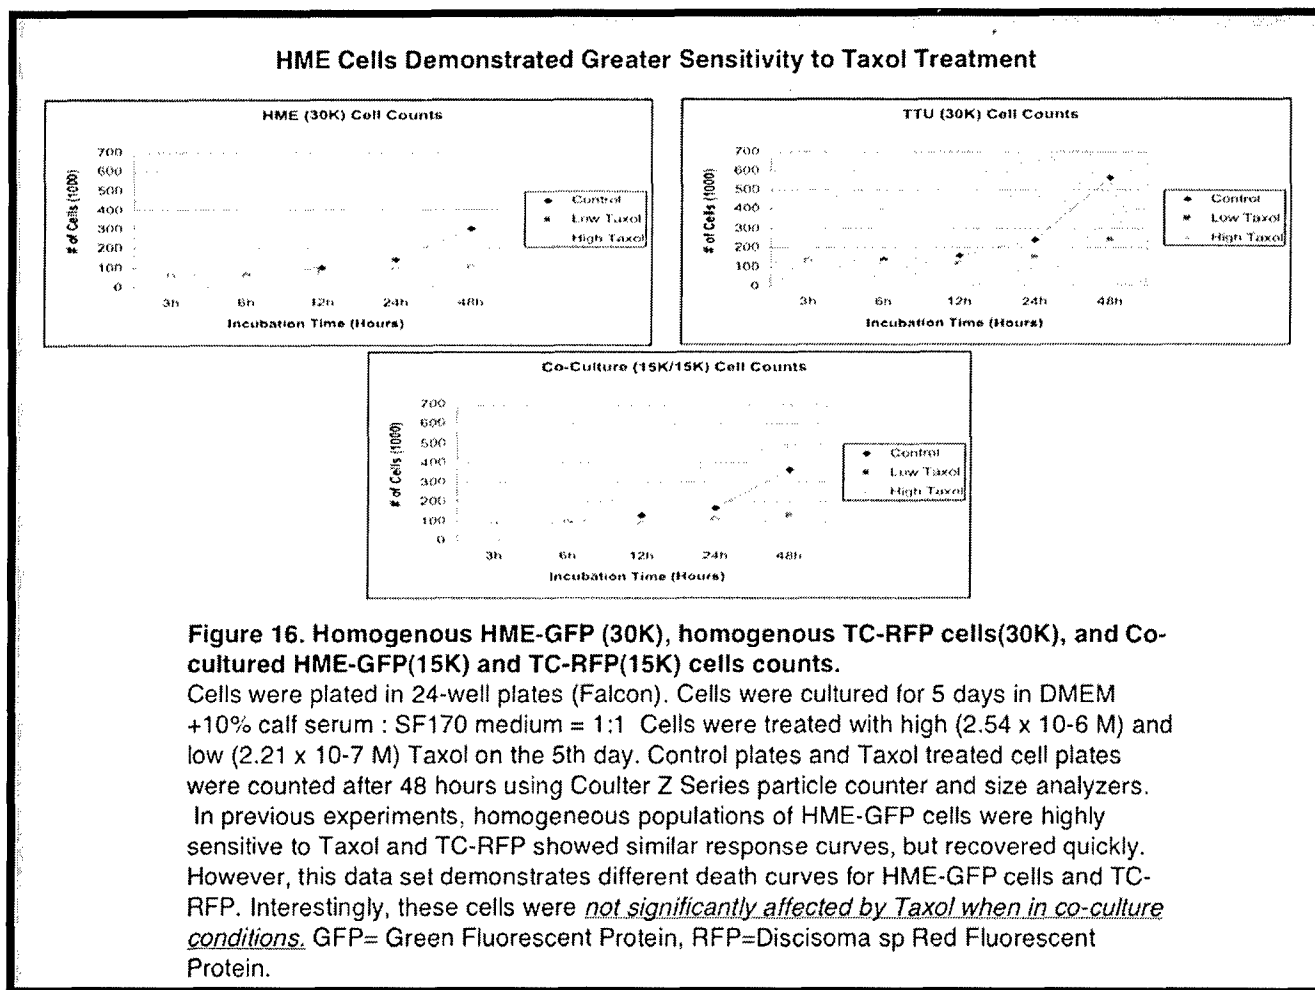 HME Cells Demonstrated Greater Sensitivity to Taxol Treatment
HME (30K) Cell Counts
# of Cells (1000)
700
600
500
400
300
200
100
0
3h 6h 12h 24h 48h
Incubation Time (Hours)
Control
Low Taxol
High Taxol
TTU (30K) Cell Counts
# of Cells (1000)
700
600
500
400
300
200
100
0
3h 6h 12h 24h 48h
Incubation Time (Hours)
Control
Low Taxol
High Taxol
Co-Culture (15K/15K) Cell Counts
# of Cells (1000)
700
600
500
400
300
200
100
0
3h 6h 12h 24h 48h
Incubation Time (Hours)
Control
Low Taxol
High Taxol
Figure 16. Homogenous HME-GFP (30K), homogenous TC-RFP cells(30K), and Co-
cultured HME-GFP(15K) and TC-RFP(15K) cells counts.
Cells were plated in 24-well plates (Falcon). Cells were cultured for 5 days in DMEM
+10% calf serum : SF170 medium = 1:1 Cells were treated with high (2.54 x 10-6 M) and
low (2.21 x 10-7 M) Taxol on the 5th day. Control plates and Taxol treated cell plates
were counted after 48 hours using Coulter Z Series particle counter and size analyzers.
In previous experiments, homogeneous populations of HME-GFP cells were highly
sensitive to Taxol and TC-RFP showed similar response curves, but recovered quickly.
However, this data set demonstrates different death curves for HME-GFP cells and TC-
RFP. Interestingly, these cells were not significantly affected by Taxol when in co-culture
conditions. GFP= Green Fluorescent Protein, RFP=Discisoma sp Red Fluorescent
Protein.